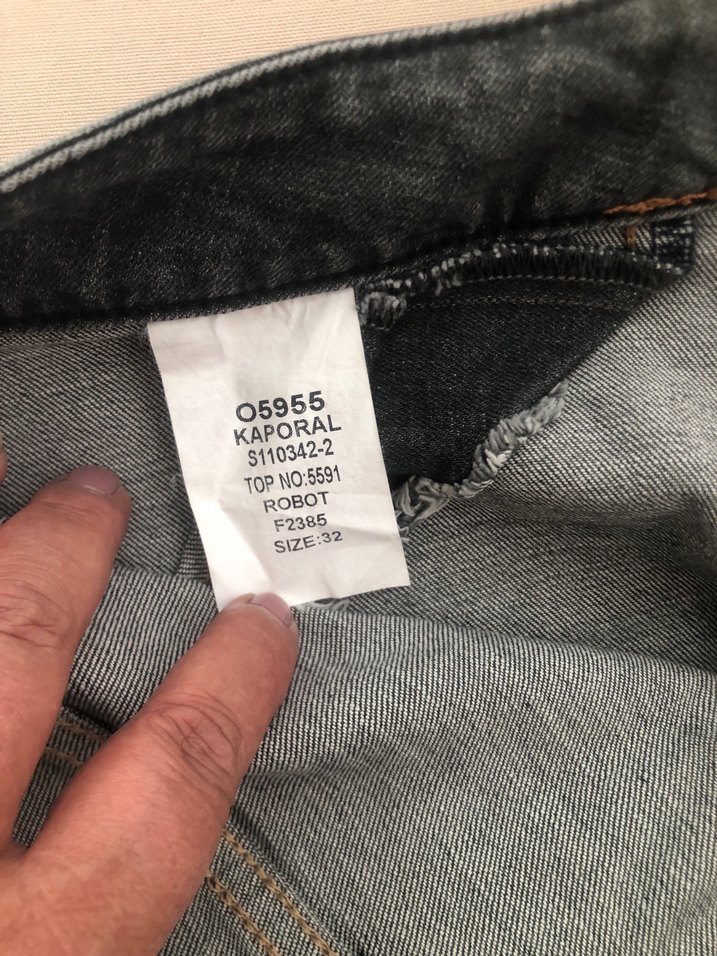 O5955
KAPORAL
S110342-2
TOP NO:5591
ROBOT
F2385
SIZE:32